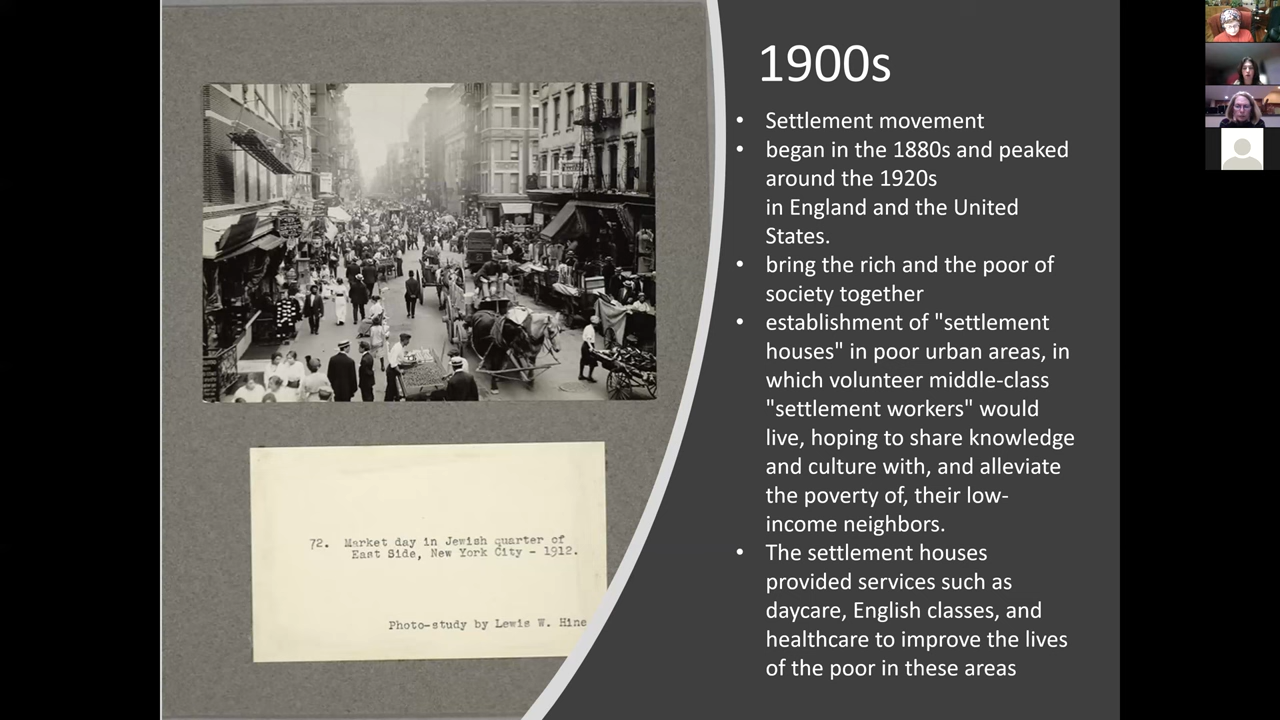 1900s
• Settlement movement
• began in the 1880s and peaked
around the 1920s
in England and the United
States.
• bring the rich and the poor of
society together
• establishment of "settlement
houses" in poor urban areas, in
which volunteer middle-class
"settlement workers" would
live, hoping to share knowledge
and culture with, and alleviate
the poverty of, their low-
income neighbors.
• The settlement houses
provided services such as
daycare, English classes, and
healthcare to improve the lives
of the poor in these areas
72. Market day in Jewish quarter of
East Side, New York City - 1912.
Photo-study by Lewis W. Hine